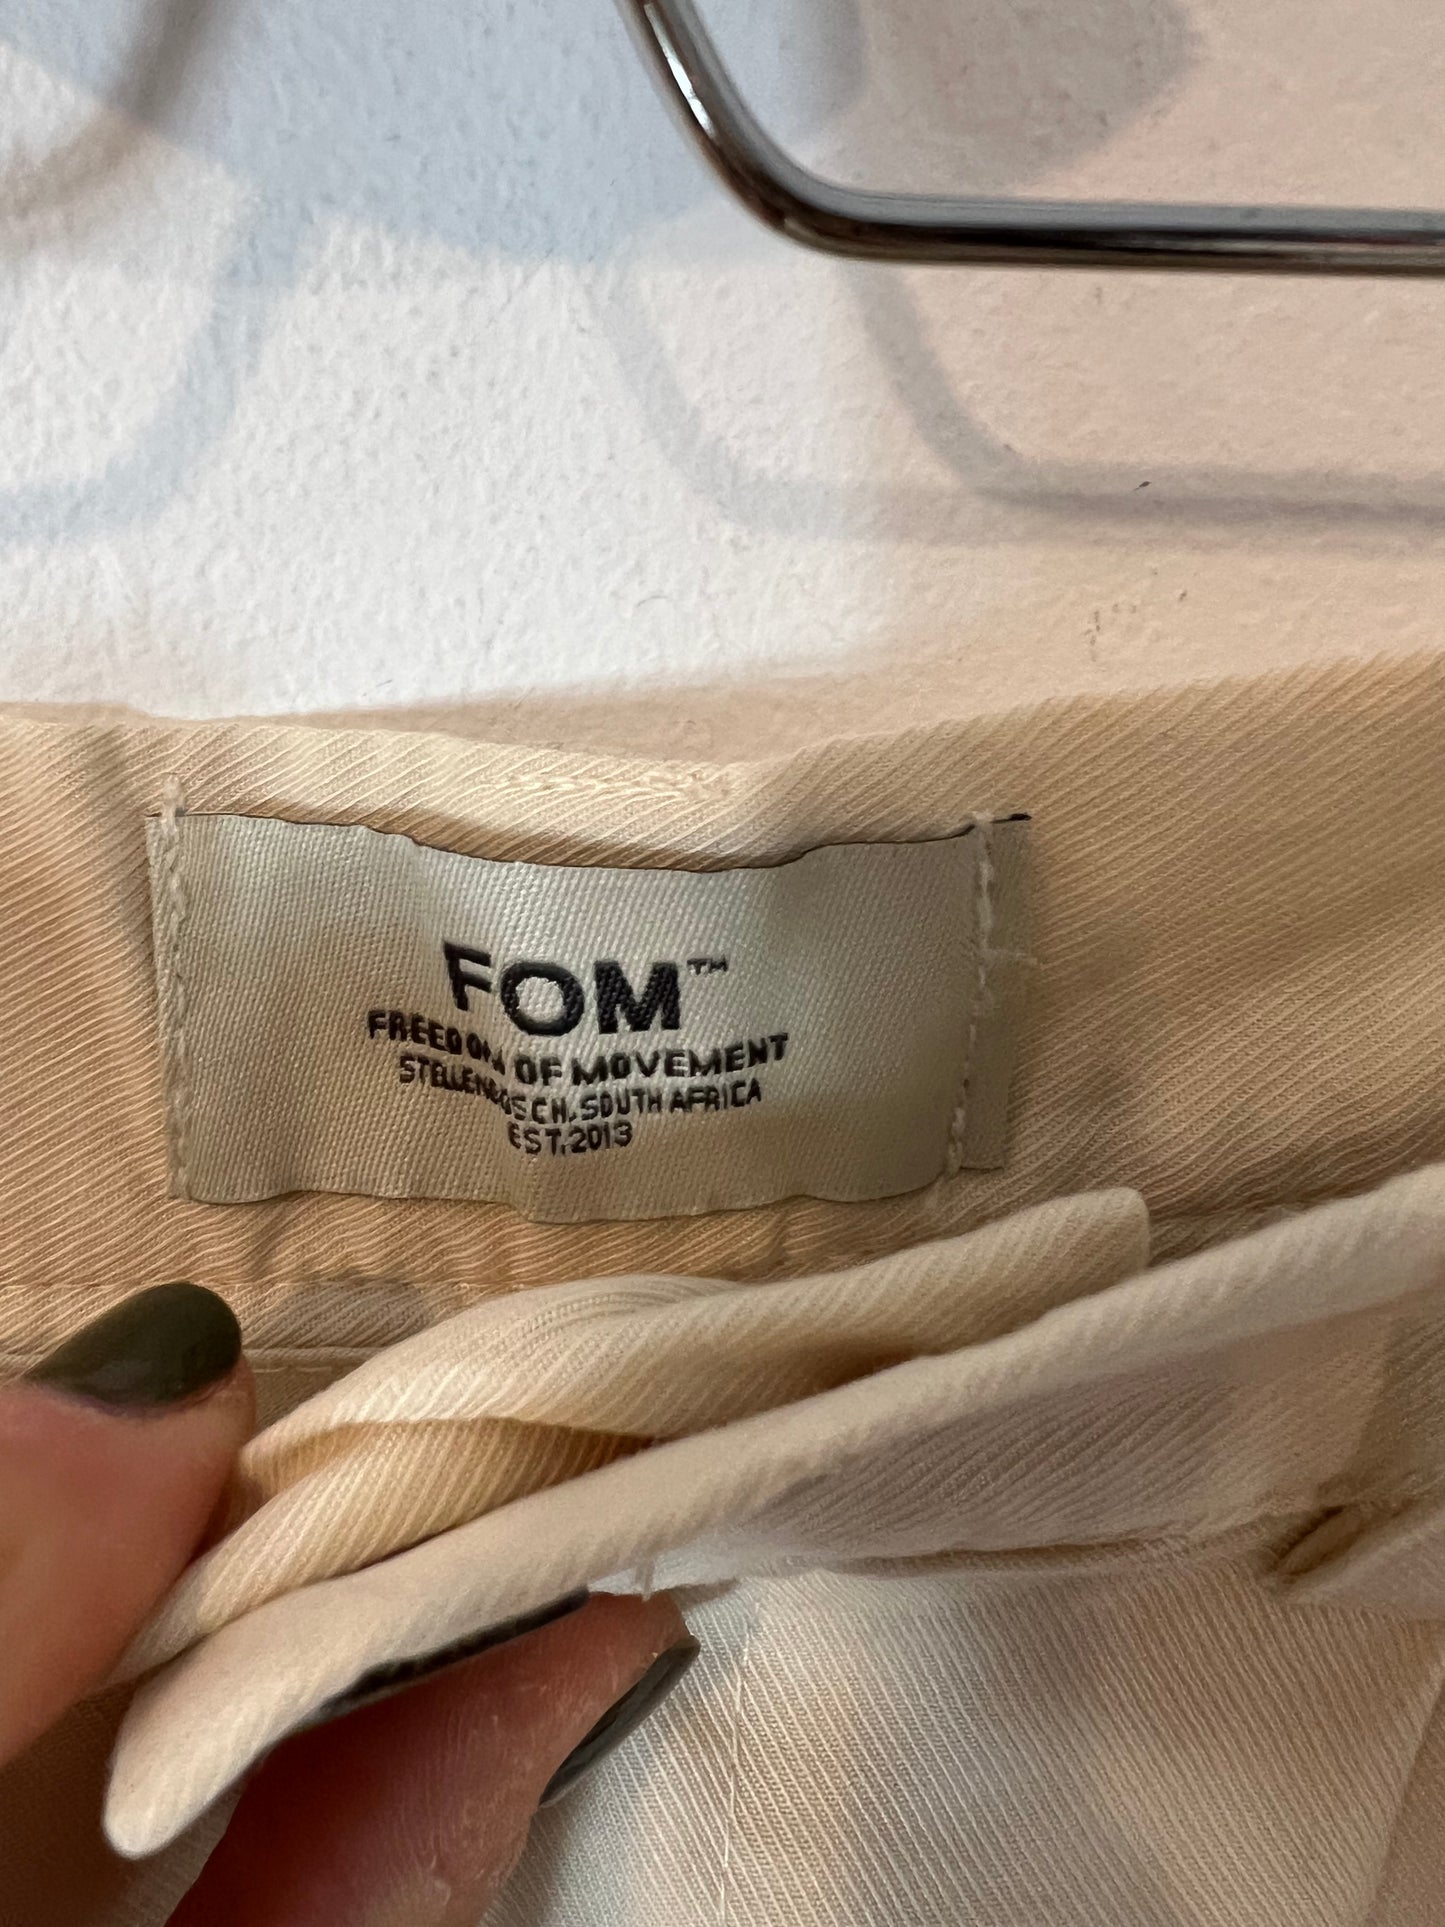 FOM™
FREEDOM OF MOVEMENT
STELLENBOSCH, SOUTH AFRICA
EST. 2013